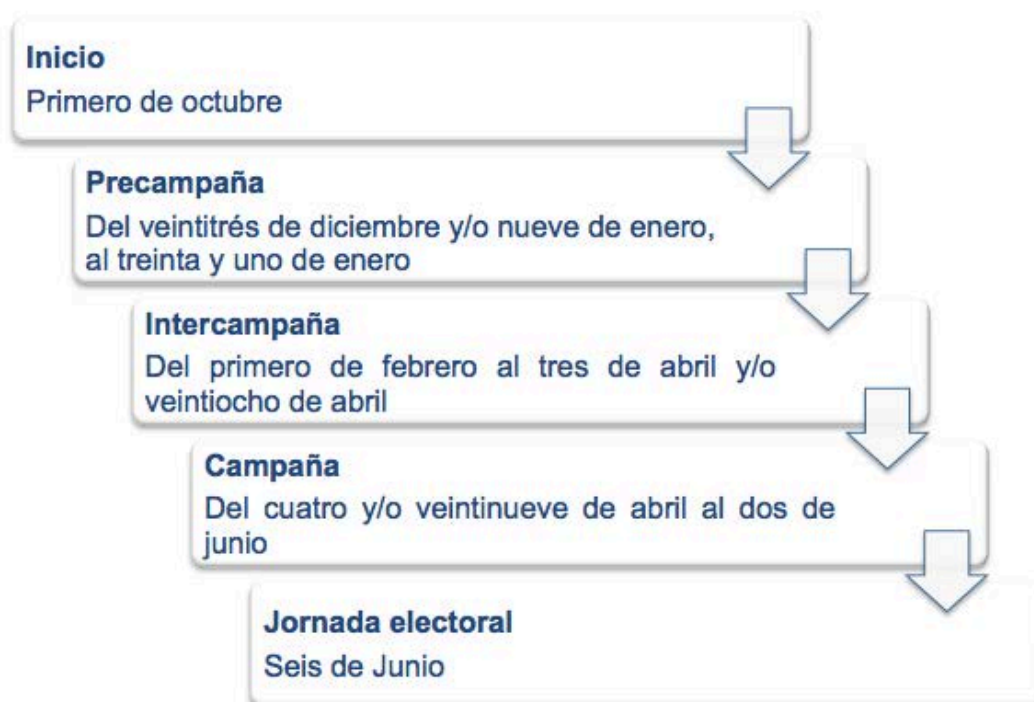 Inicio
Primero de octubre
Precampaña
Del veintitrés de diciembre y/o nueve de enero,
al treinta y uno de enero
Intercampaña
Del primero de febrero al tres de abril y/o
veintiocho de abril
Campaña
Del cuatro y/o veintinueve de abril al dos de
junio
Jornada electoral
Seis de Junio